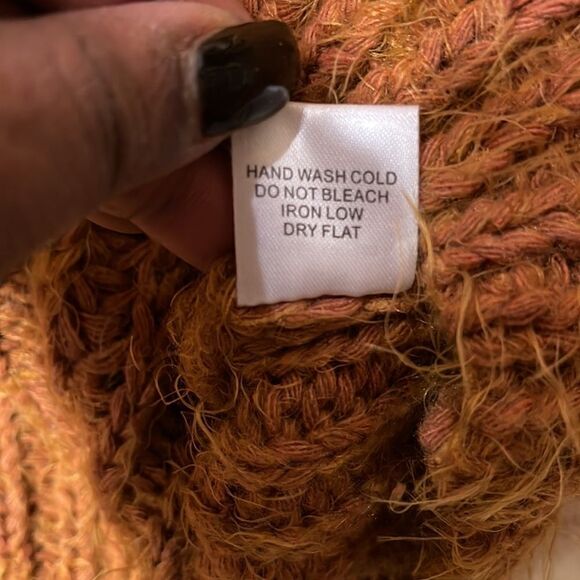 HAND WASH COLD
DO NOT BLEACH
IRON LOW
DRY FLAT